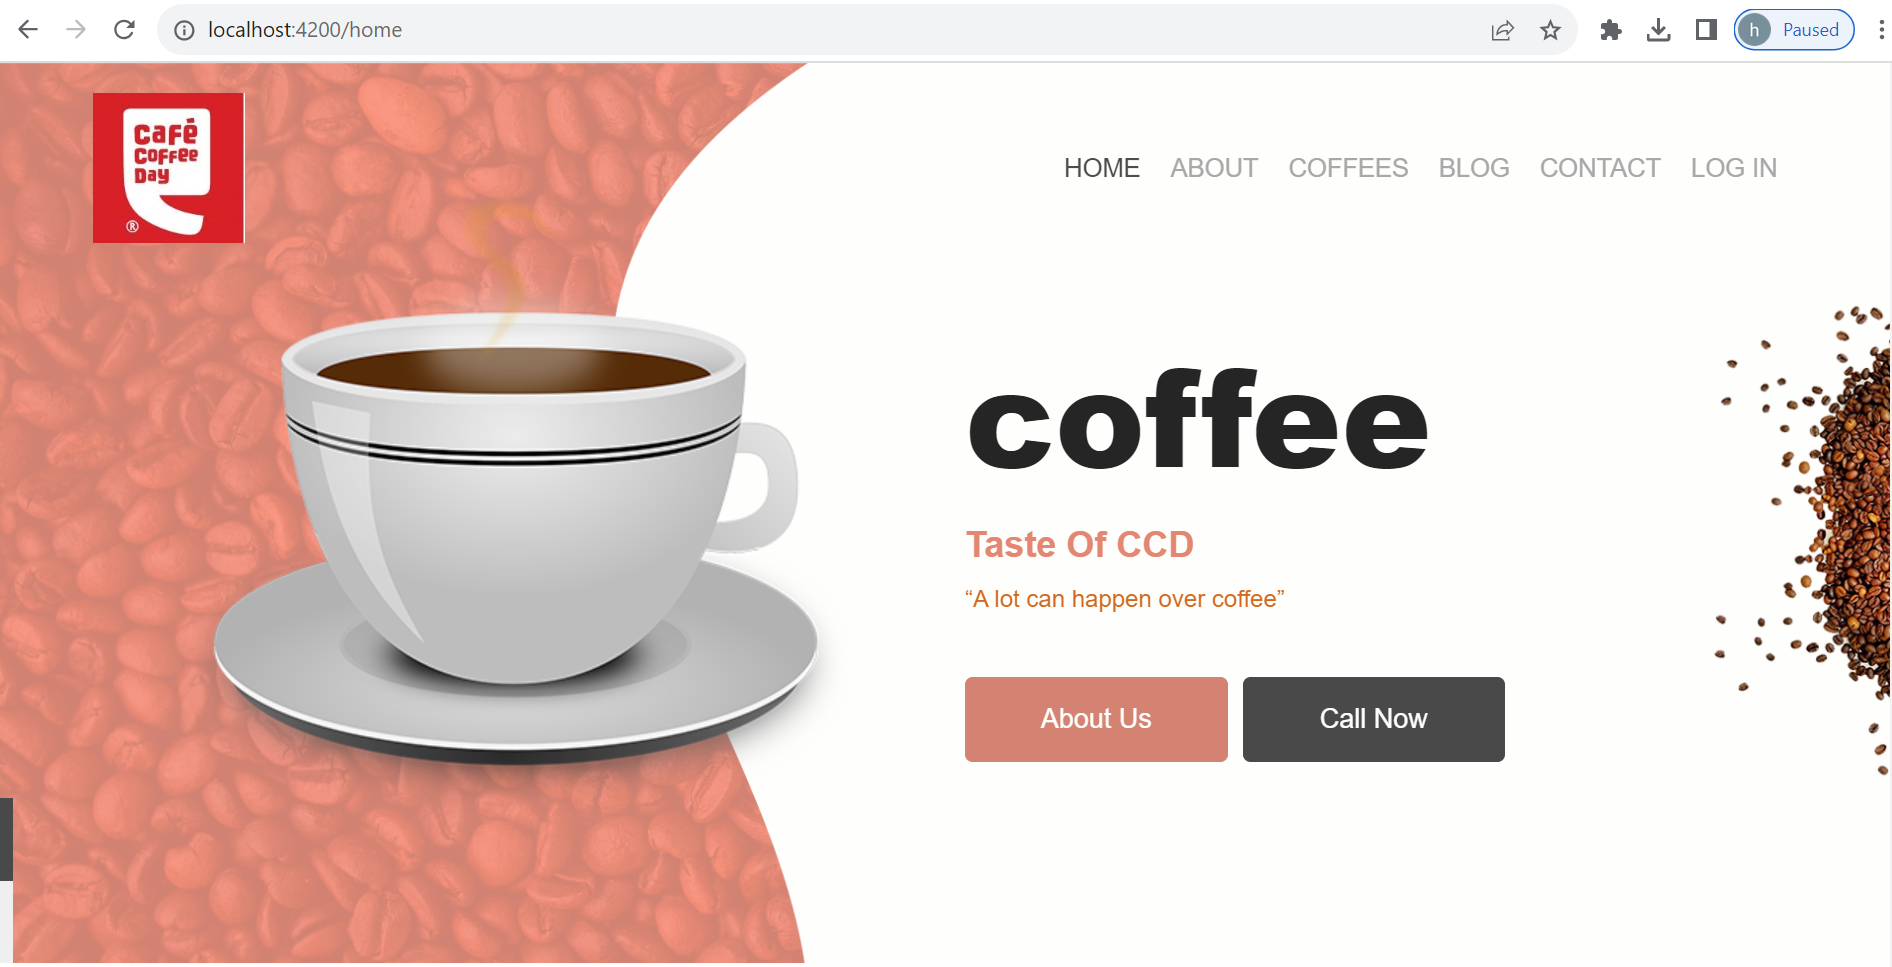 localhost:4200/home
h Paused
Café
Coffee
Day
®
HOME ABOUT COFFEES BLOG CONTACT LOG IN
coffee
Taste Of CCD
“A lot can happen over coffee”
About Us Call Now